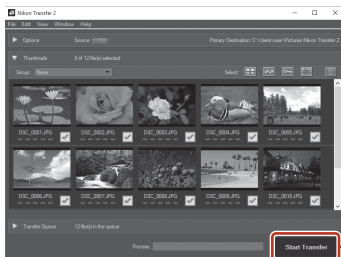 Nikon Transfer 2
File Edit View Window Help
Options Source: Primary Destination: C:\Users\user\Pictures\Nikon Transfer 2
Thumbnails 0 of 12 file(s) selected
Group: None Select:
DSC_0001.JPG DSC_0002.JPG DSC_0003.JPG DSC_0004.JPG DSC_0005.JPG
DSC_0006.JPG DSC_0007.JPG DSC_0008.JPG DSC_0009.JPG DSC_0010.JPG
Transfer Queue 12 file(s) in the queue
Process: Start Transfer